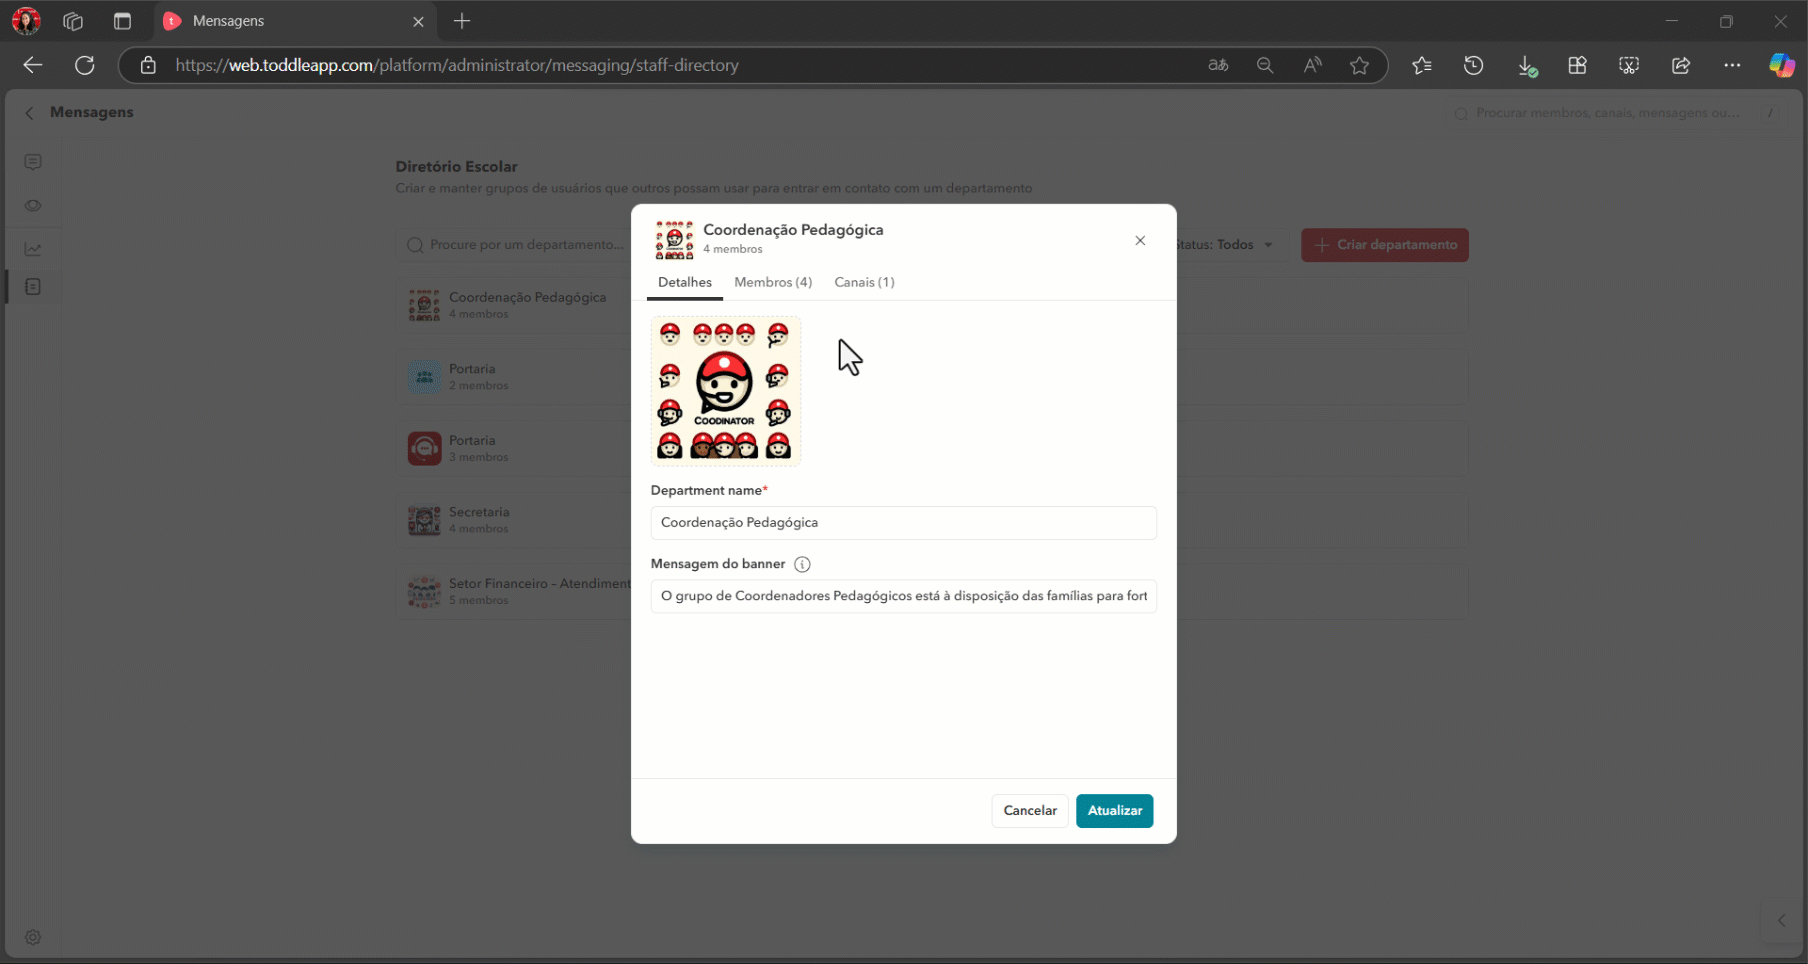 Mensagens
https://web.toddleapp.com/platform/administrator/messaging/staff-directory
Mensagens
Procurar membros, canais, mensagens ou... /
Diretório Escolar
Criar e manter grupos de usuários que outros possam usar para entrar em contato com um departamento
Procure por um departamento...
Status: Todos
Criar departamento
Coordenação Pedagógica
4 membros
Portaria
2 membros
Portaria
3 membros
Secretaria
4 membros
Setor Financeiro - Atendiment
5 membros
Coordenação Pedagógica
4 membros
Detalhes Membros (4) Canais (1)
COODINATOR
Department name*
Coordenação Pedagógica
Mensagem do banner
O grupo de Coordenadores Pedagógicos está à disposição das famílias para fort
Cancelar Atualizar